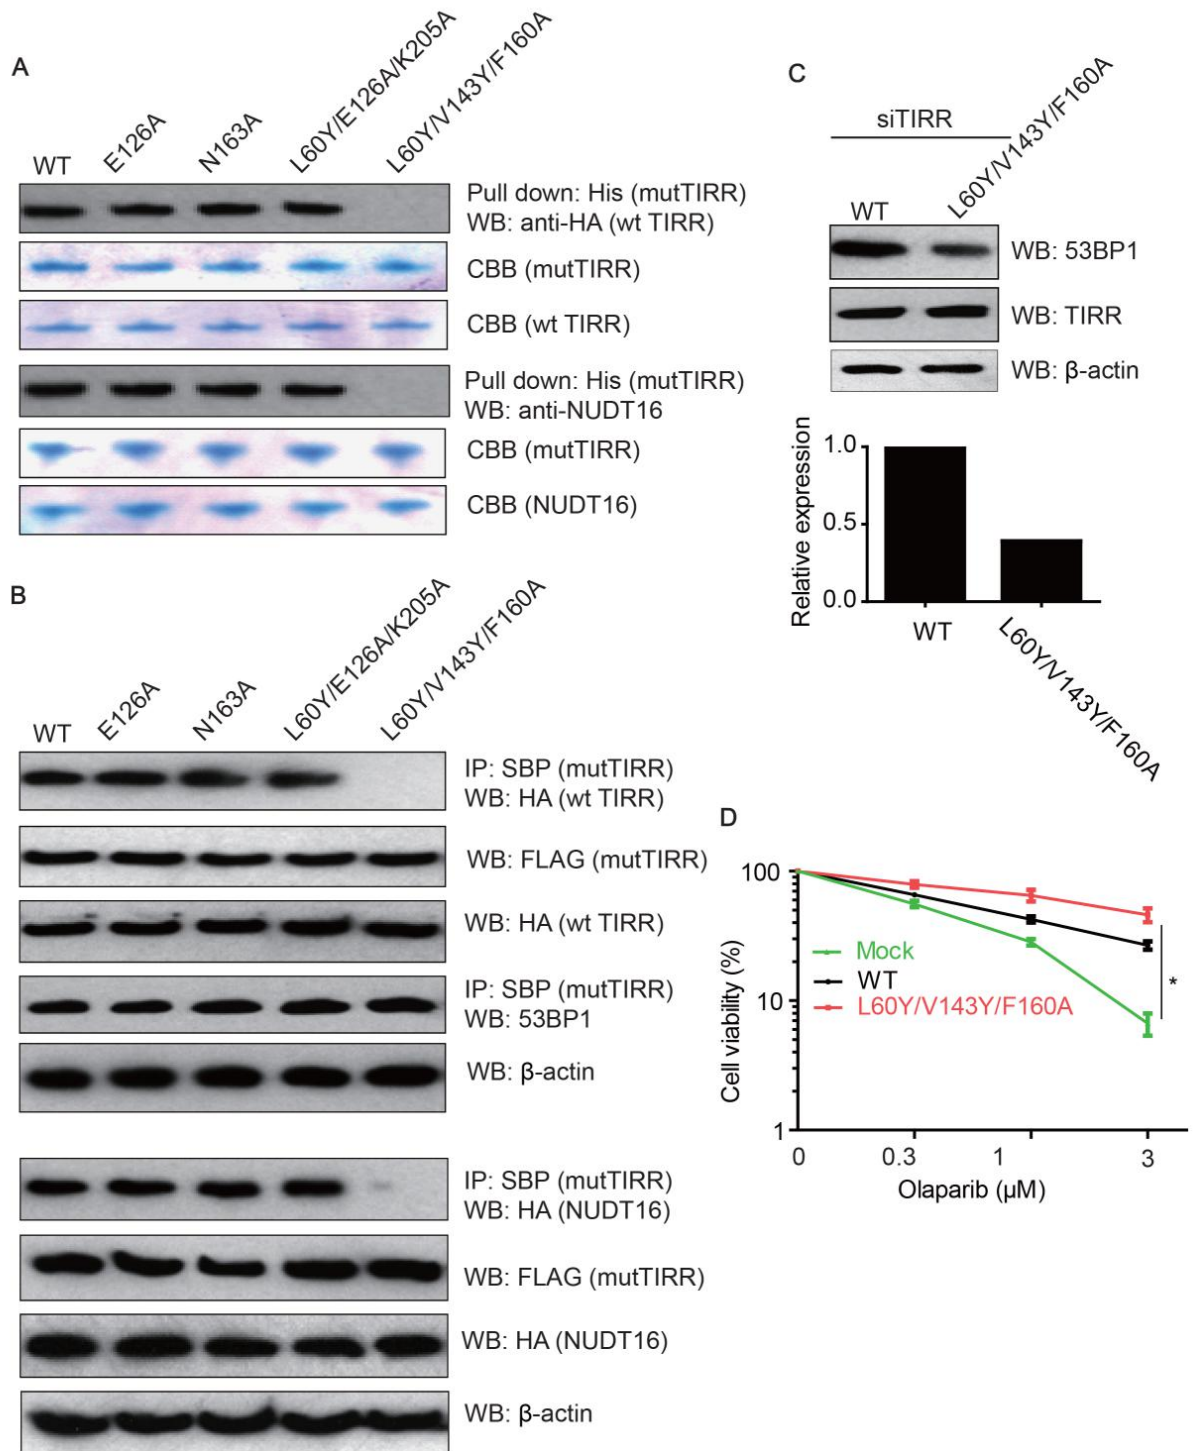 A
WT E126A N163A L60Y/E126A/K205A L60Y/V143Y/F160A
Pull down: His (mutTIRR)
WB: anti-HA (wt TIRR)
CBB (mutTIRR)
CBB (wt TIRR)
Pull down: His (mutTIRR)
WB: anti-NUDT16
CBB (mutTIRR)
CBB (NUDT16)
B
WT E126A N163A L60Y/E126A/K205A L60Y/V143Y/F160A
IP: SBP (mutTIRR)
WB: HA (wt TIRR)
WB: FLAG (mutTIRR)
WB: HA (wt TIRR)
IP: SBP (mutTIRR)
WB: 53BP1
WB: β-actin
IP: SBP (mutTIRR)
WB: HA (NUDT16)
WB: FLAG (mutTIRR)
WB: HA (NUDT16)
WB: β-actin
C
siTIRR
WT L60Y/V143Y/F160A
WB: 53BP1
WB: TIRR
WB: β-actin
Relative expression
1.0
0.5
0.0
WT L60Y/V143Y/F160A
D
Cell viability (%)
100
10
1
Mock
WT
L60Y/V143Y/F160A
*
0 0.3 1 3
Olaparib (μM)